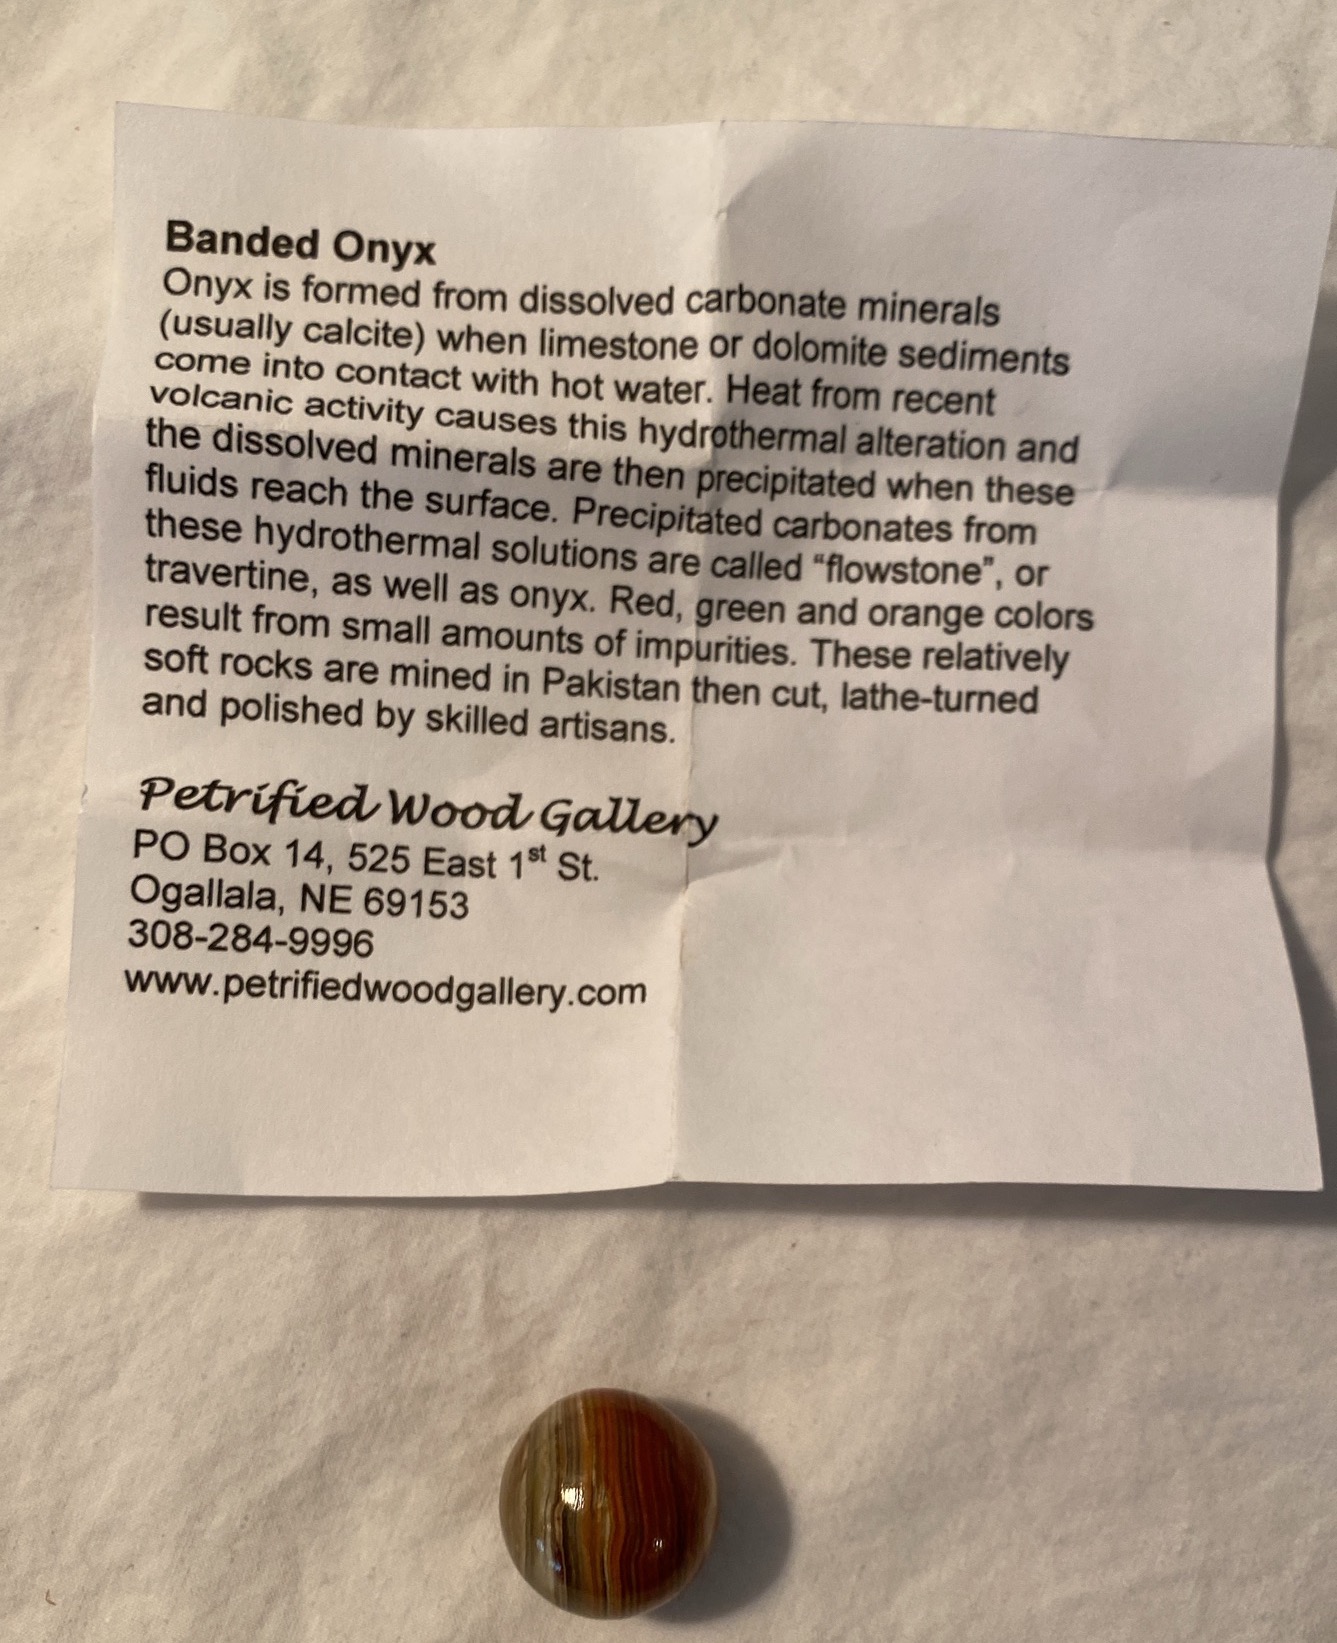 Banded Onyx
Onyx is formed from dissolved carbonate minerals
(usually calcite) when limestone or dolomite sediments
come into contact with hot water. Heat from recent
volcanic activity causes this hydrothermal alteration and
the dissolved minerals are then precipitated when these
fluids reach the surface. Precipitated carbonates from
these hydrothermal solutions are called “flowstone”, or
travertine, as well as onyx. Red, green and orange colors
result from small amounts of impurities. These relatively
soft rocks are mined in Pakistan then cut, lathe-turned
and polished by skilled artisans.
Petrified Wood Gallery
PO Box 14, 525 East 1st St.
Ogallala, NE 69153
308-284-9996
www.petrifiedwoodgallery.com